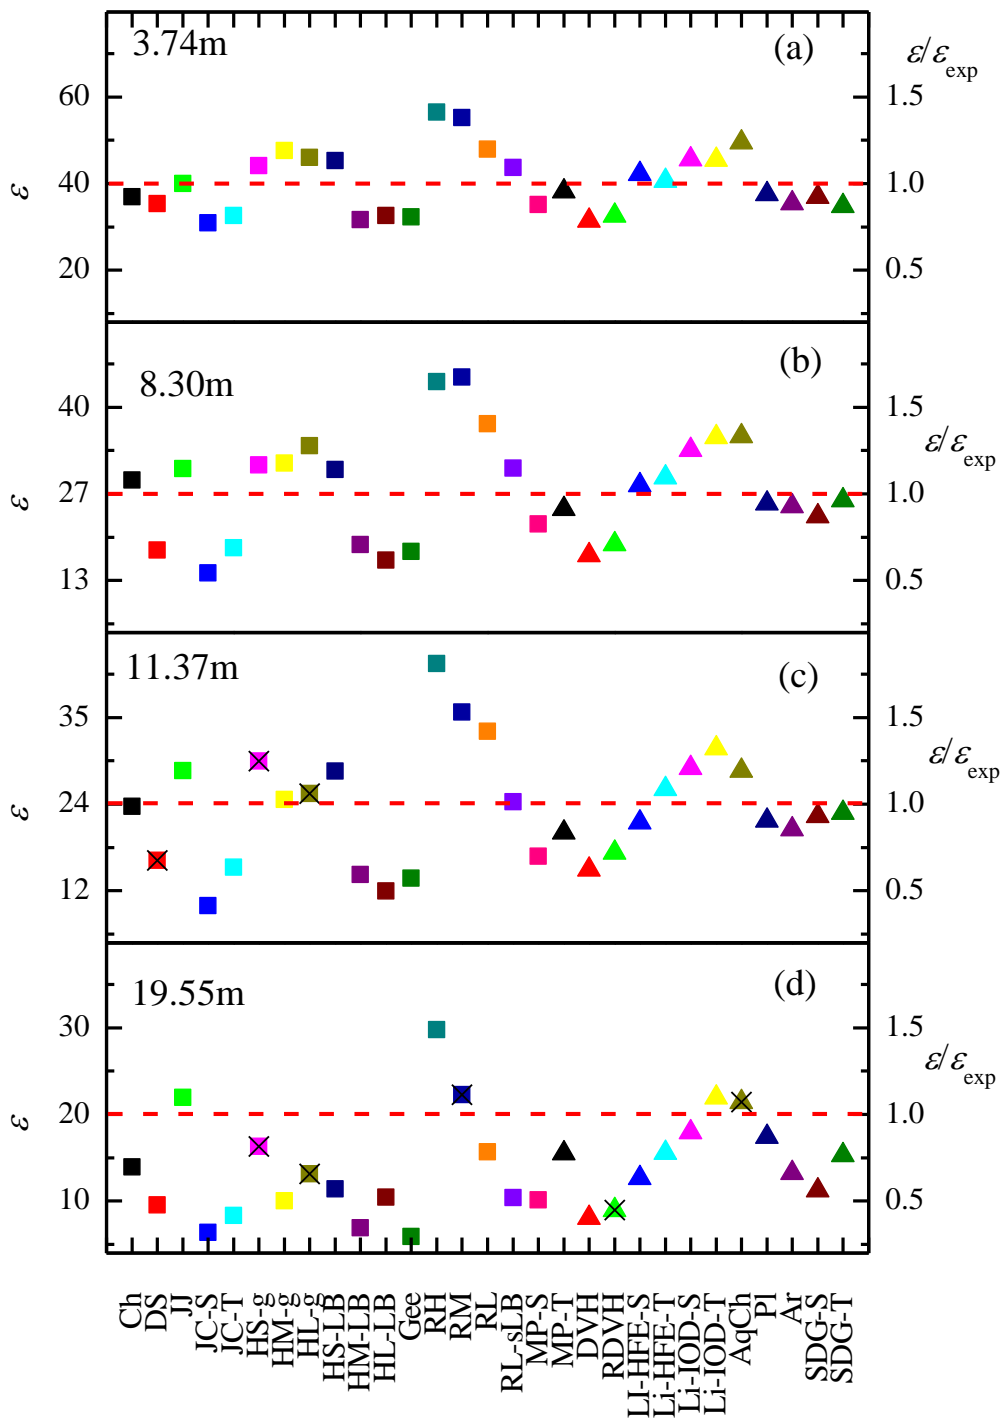 3.74m
(a)
ε/εexp
60
1.5
40
1.0
ε
20
0.5
8.30m
(b)
40
1.5
ε/εexp
27
1.0
ε
13
0.5
11.37m
(c)
35
1.5
ε/εexp
24
1.0
ε
12
0.5
19.55m
(d)
30
1.5
ε/εexp
20
1.0
ε
10
0.5
Ch
DS
JJ
JC-S
JC-T
HS-g
HM-g
HL-g
HS-LB
HM-LB
HL-LB
Gee
RH
RM
RL
RL-sLB
MP-S
MP-T
DVH
RDVH
LI-HFE-S
Li-HFE-T
Li-IOD-S
Li-IOD-T
AqCh
Pl
Ar
SDG-S
SDG-T